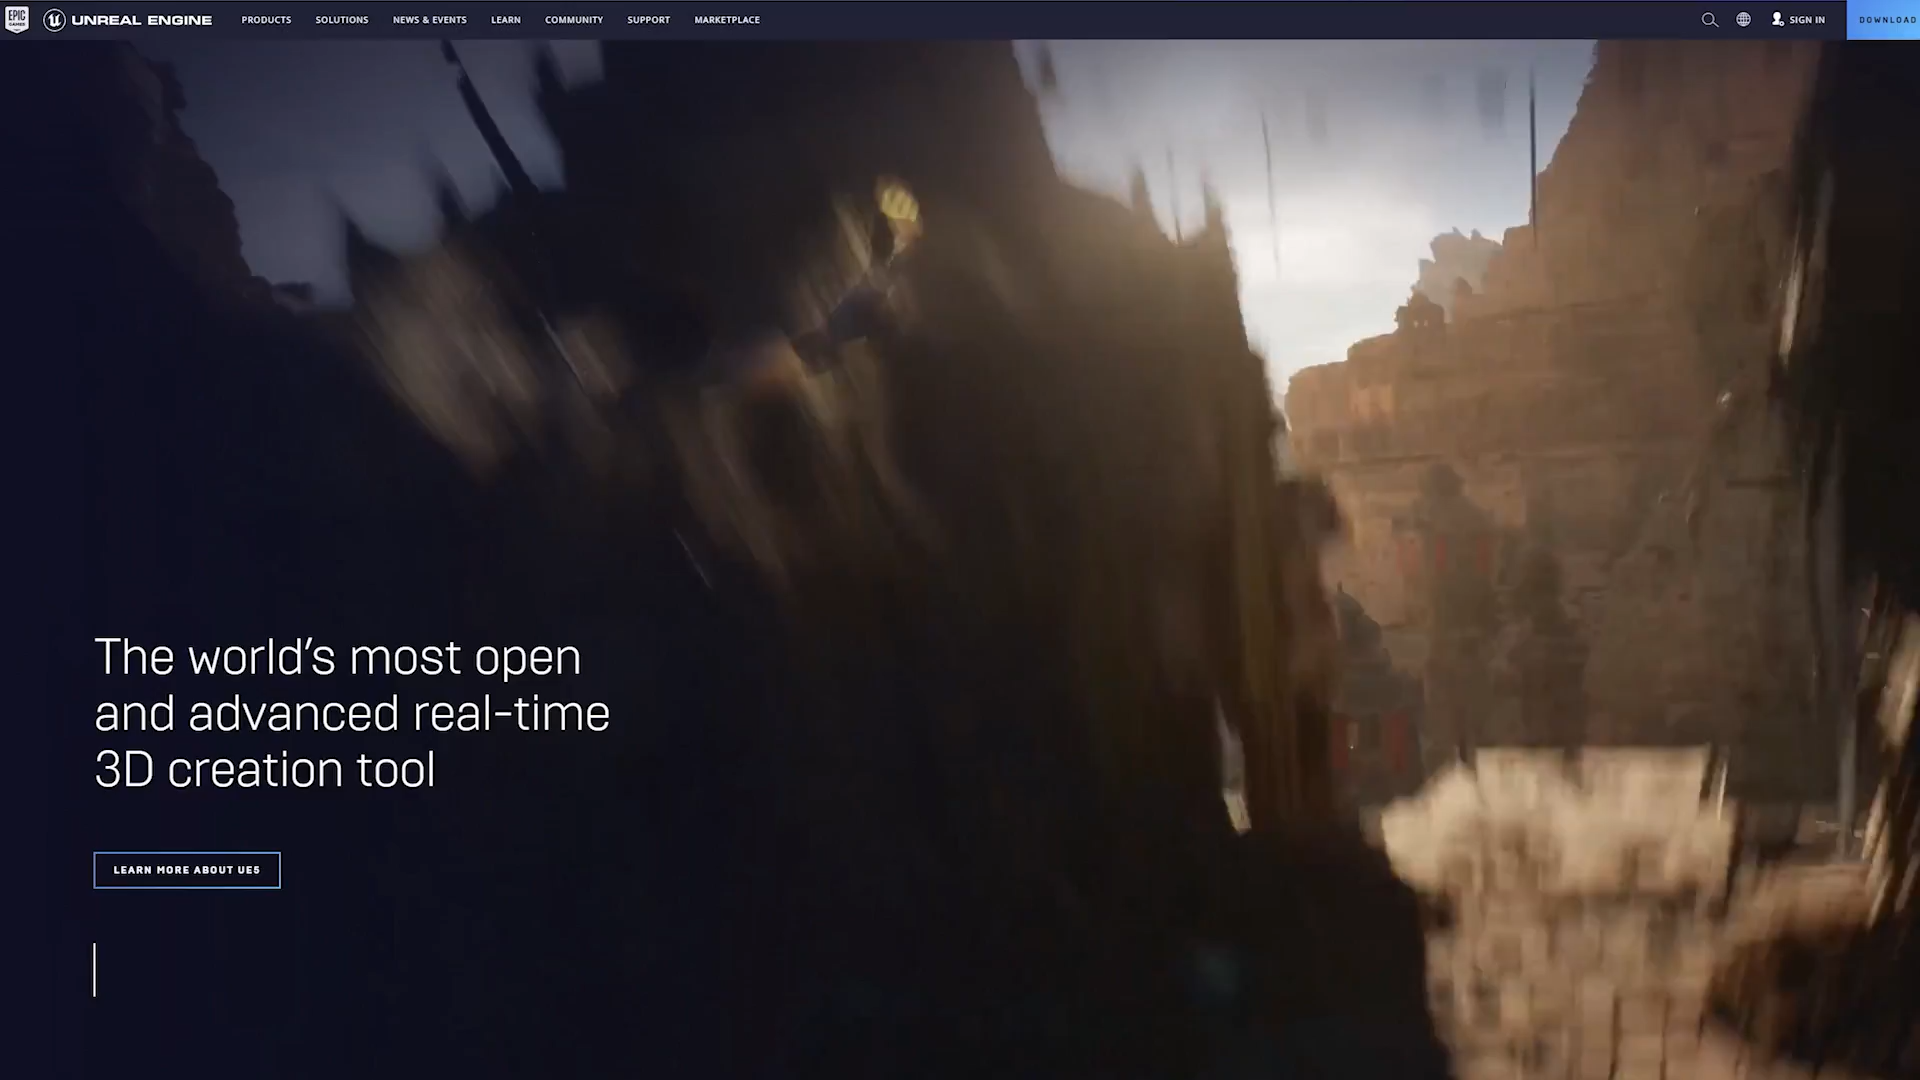 EPIC GAMES
UNREAL ENGINE
PRODUCTS
SOLUTIONS
NEWS & EVENTS
LEARN
COMMUNITY
SUPPORT
MARKETPLACE
SIGN IN
DOWNLOAD
The world's most open
and advanced real-time
3D creation tool
LEARN MORE ABOUT UE5